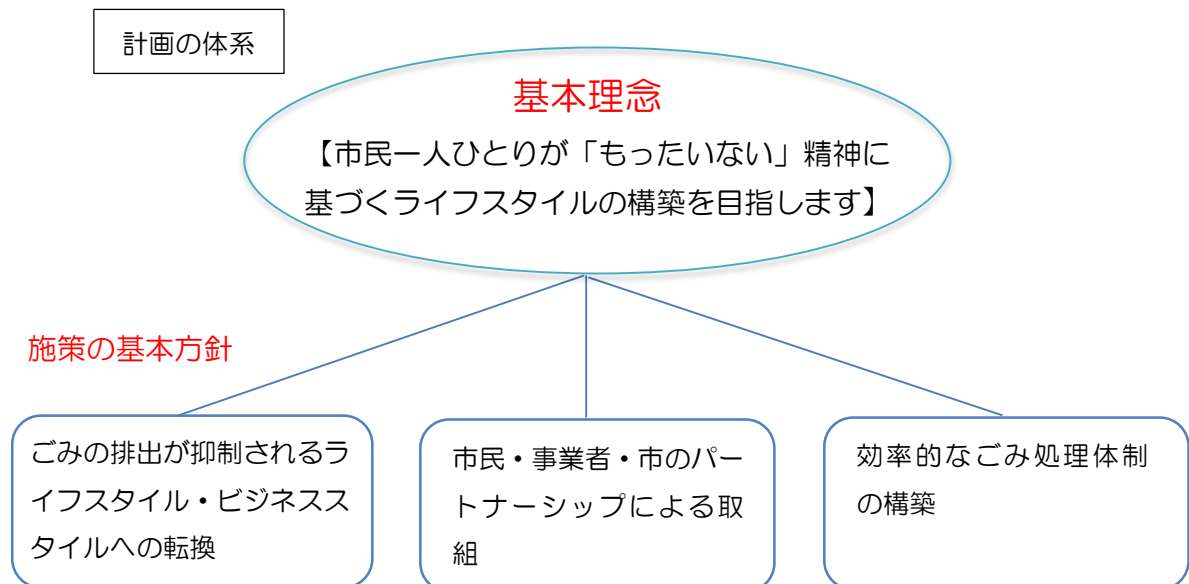 計画の体系
基本理念
【市民一人ひとりが「もったいない」精神に
基づくライフスタイルの構築を目指します】
施策の基本方針
ごみの排出が抑制されるラ
イフスタイル・ビジネスス
タイルへの転換
市民・事業者・市のパー
トナーシップによる取
組
効率的なごみ処理体制
の構築